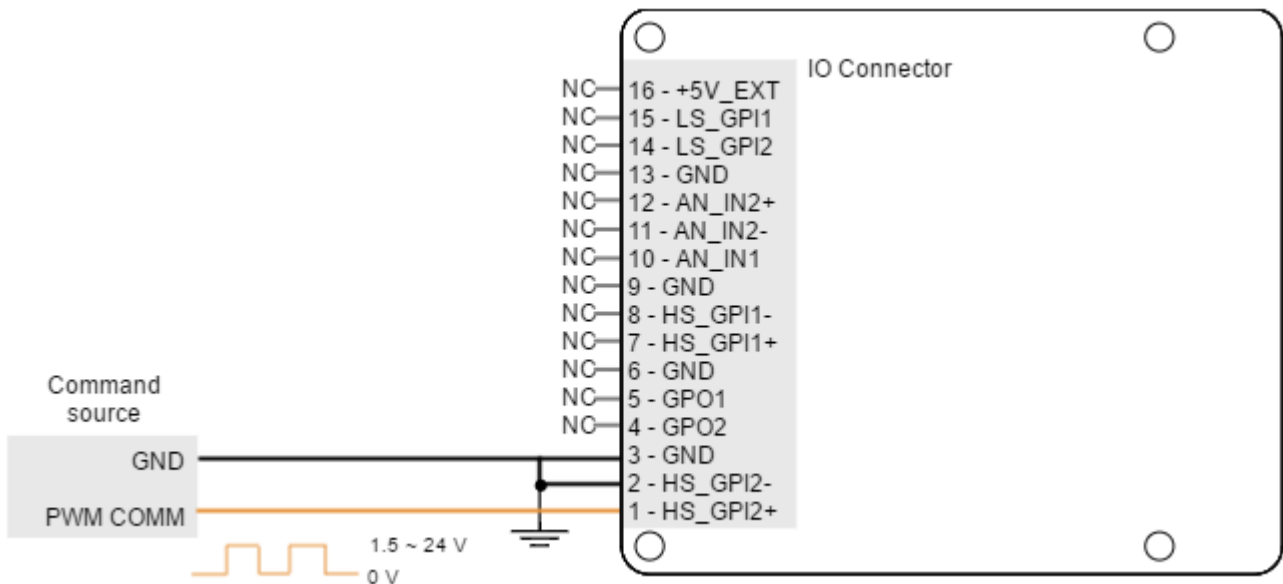 IO Connector
NC 16 - +5V_EXT
NC 15 - LS_GPI1
NC 14 - LS_GPI2
NC 13 - GND
NC 12 - AN_IN2+
NC 11 - AN_IN2-
NC 10 - AN_IN1
NC 9 - GND
NC 8 - HS_GPI1-
NC 7 - HS_GPI1+
NC 6 - GND
NC 5 - GPO1
NC 4 - GPO2
3 - GND
2 - HS_GPI2-
1 - HS_GPI2+
Command
source
GND
PWM COMM
1.5 ~ 24 V
0 V